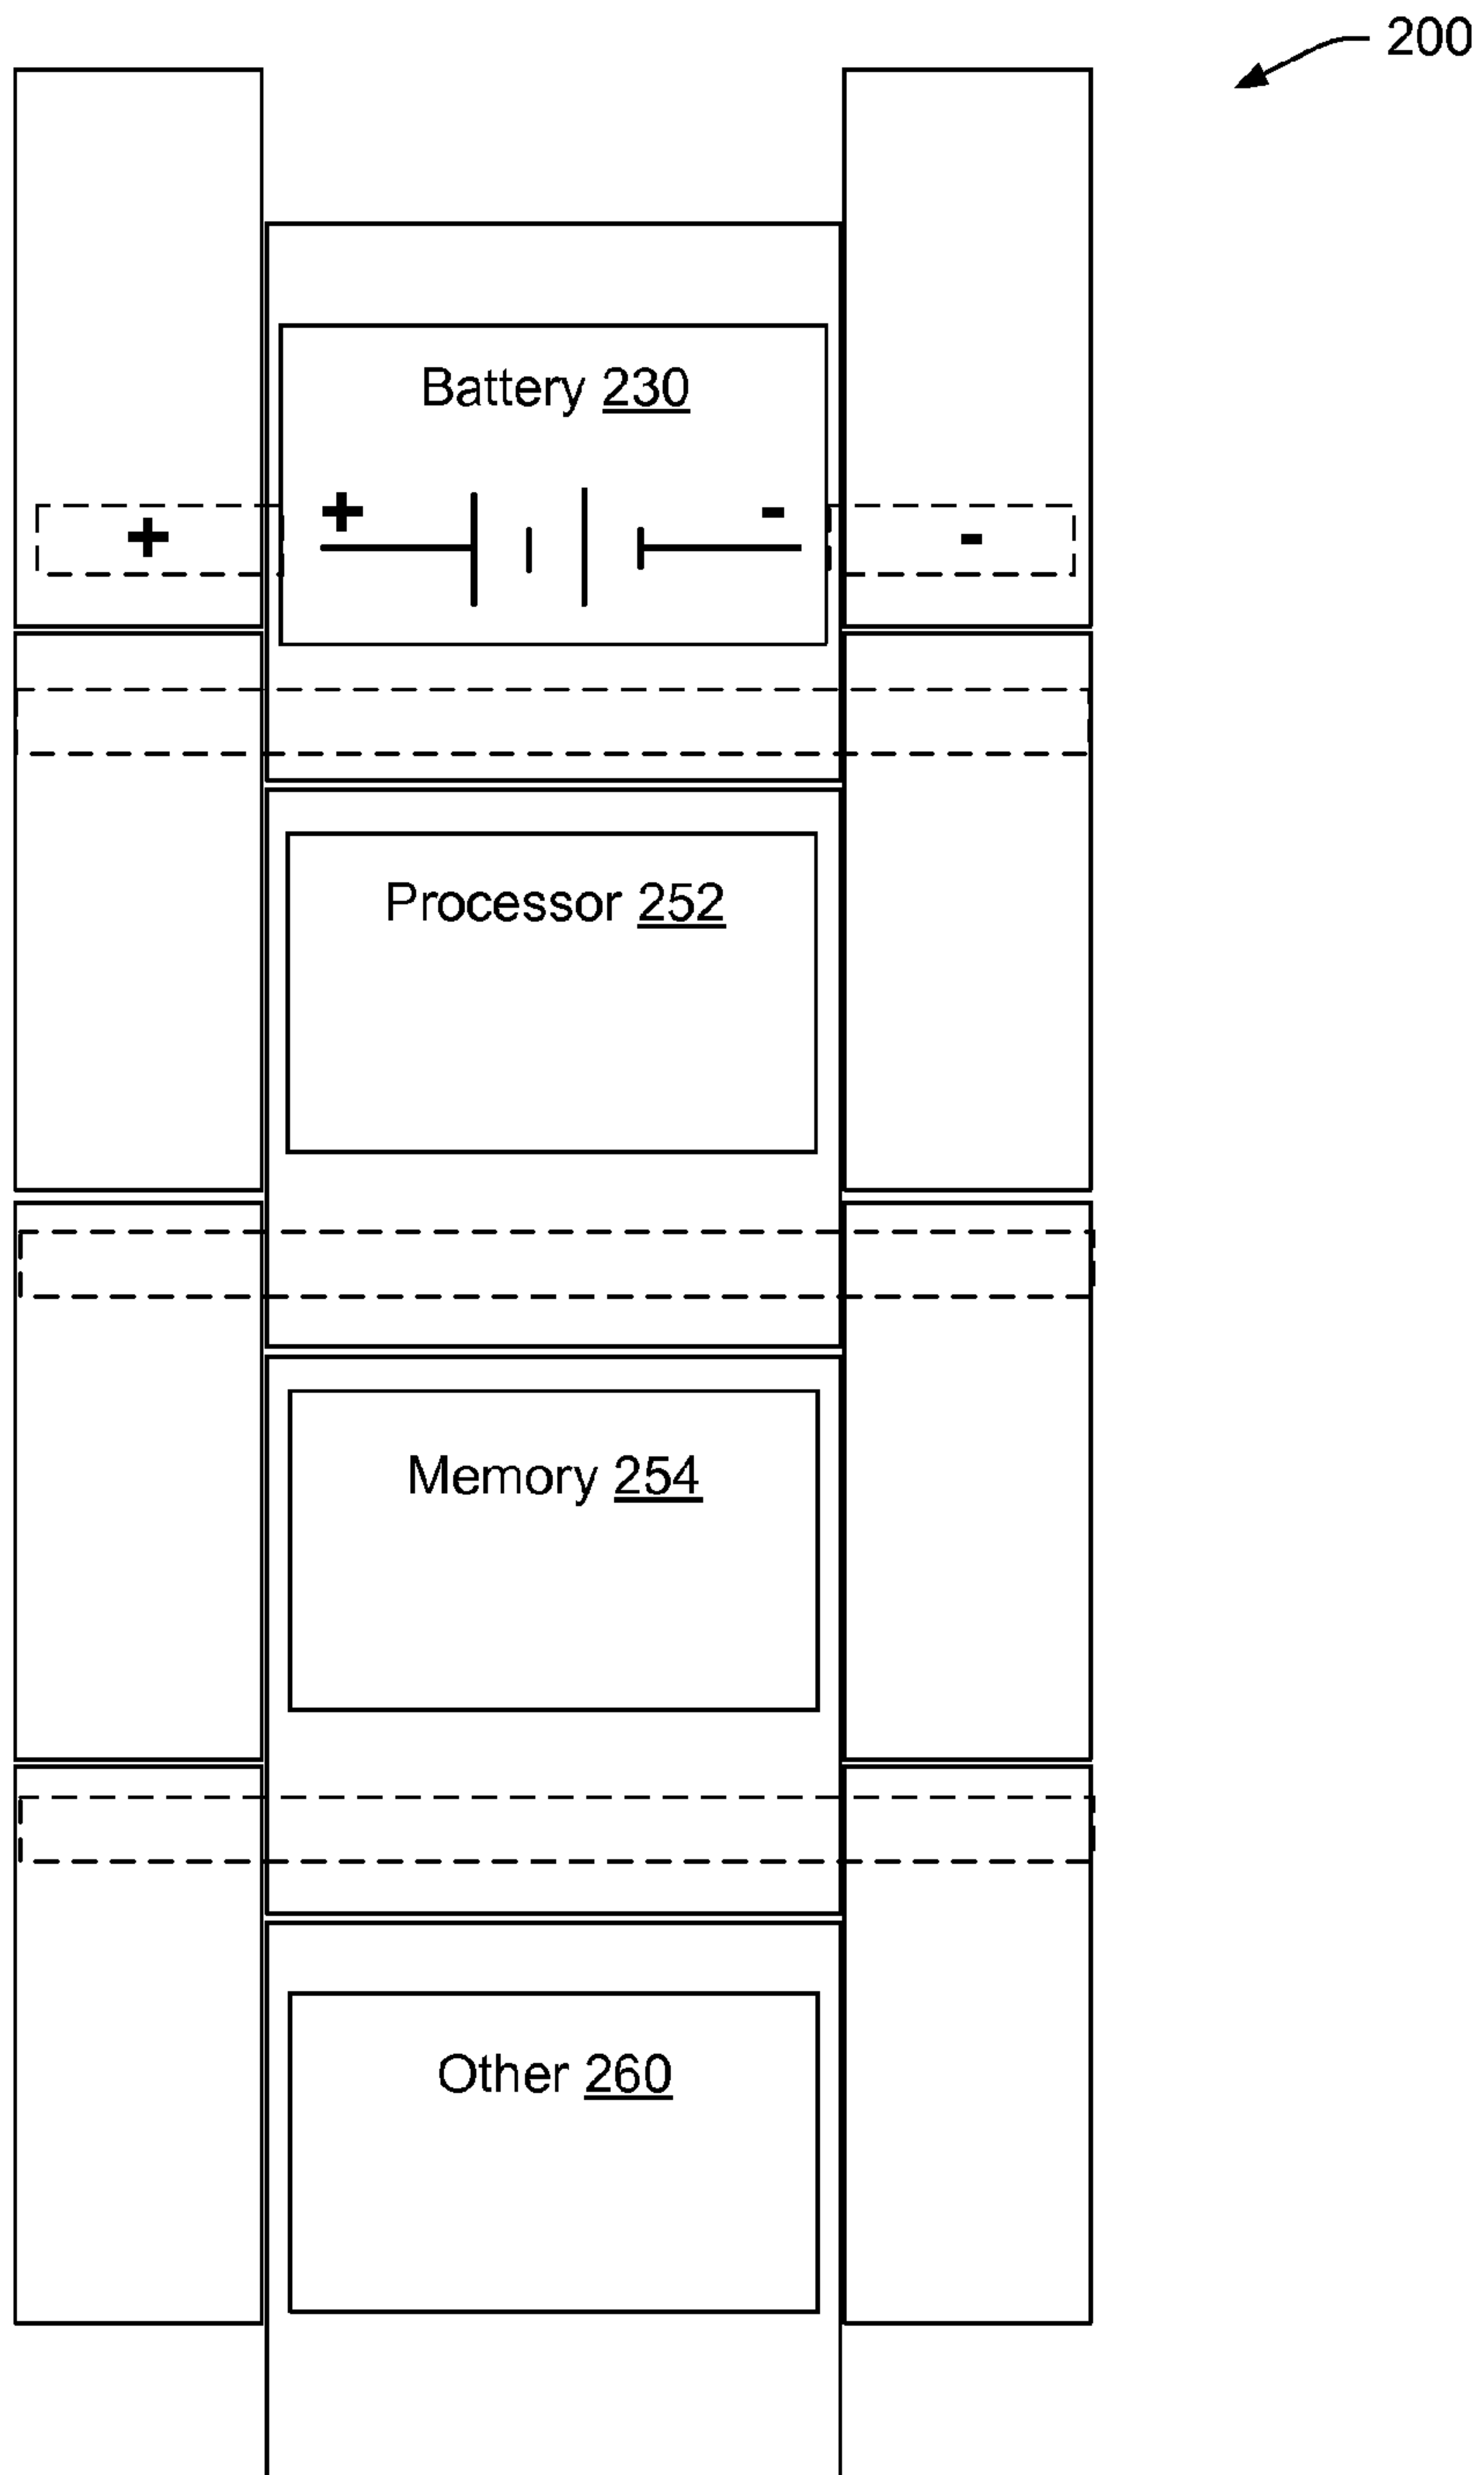 200
Battery 230
+ -
+ -
Processor 252
Memory 254
Other 260